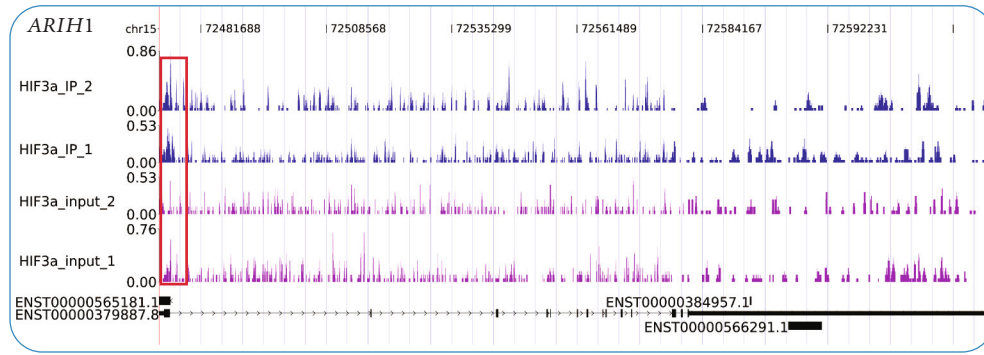 ARIH1
chr15 72481688 72508568 72535299 72561489 72584167 72592231
0.86
HIF3a_IP_2
0.00
0.53
HIF3a_IP_1
0.00
0.53
HIF3a_input_2
0.00
0.76
HIF3a_input_1
0.00
ENST00000565181.1 ENST00000384957.1
ENST00000379887.8
ENST00000566291.1